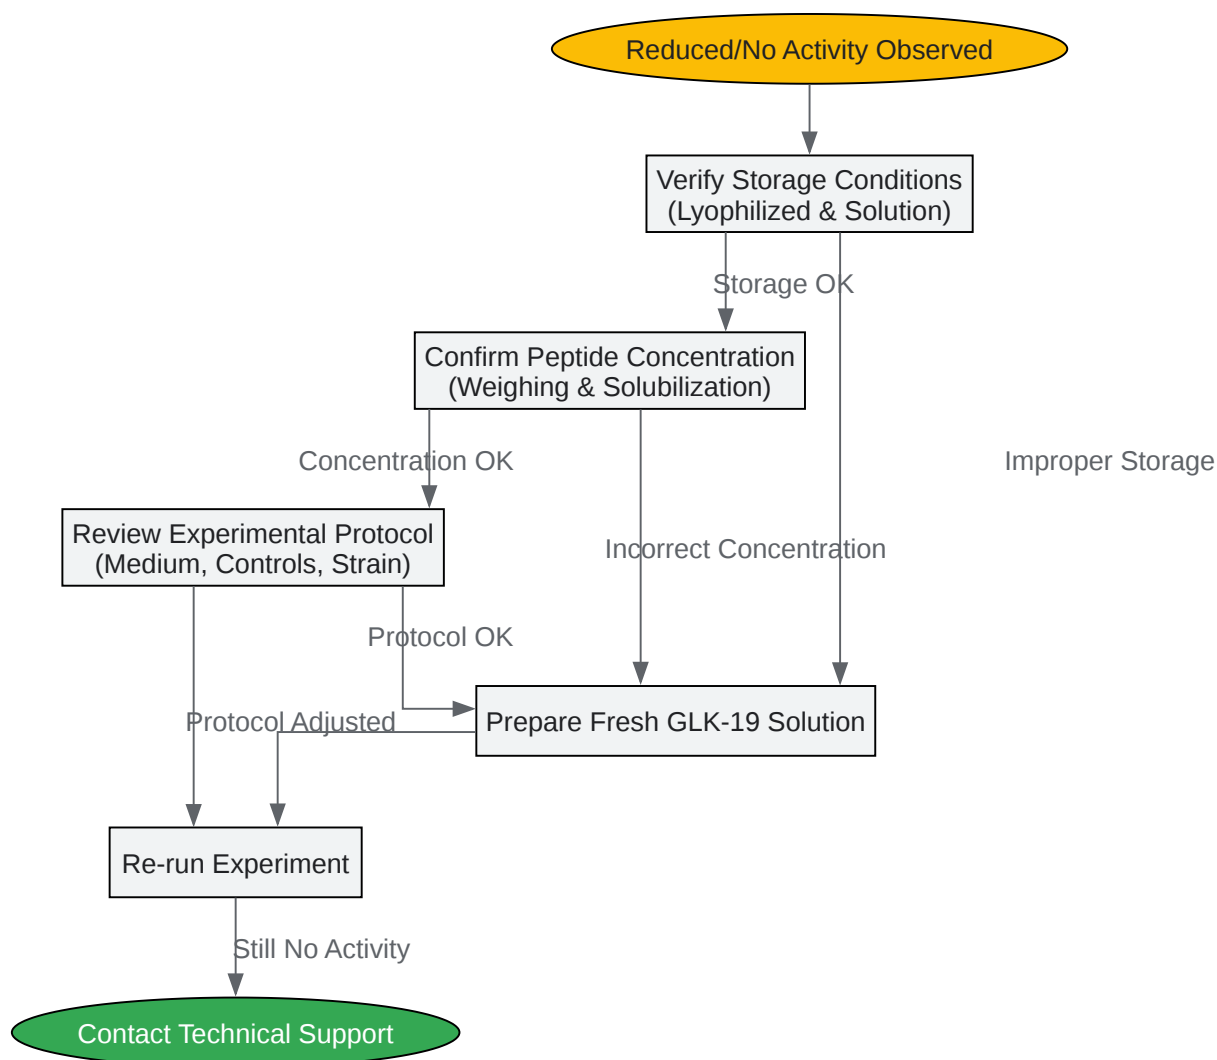 Reduced/No Activity Observed
Verify Storage Conditions
(Lyophilized & Solution)
Storage OK
Confirm Peptide Concentration
(Weighing & Solubilization)
Concentration OK
Improper Storage
Review Experimental Protocol
(Medium, Controls, Strain)
Incorrect Concentration
Protocol OK
Protocol Adjusted
Prepare Fresh GLK-19 Solution
Re-run Experiment
Still No Activity
Contact Technical Support